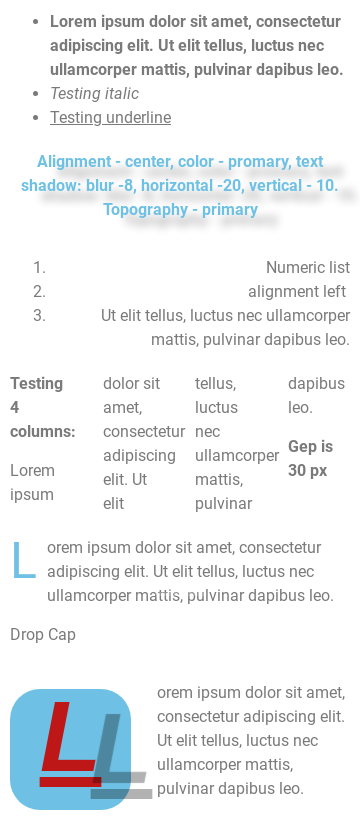 Lorem ipsum dolor sit amet, consectetur
adipiscing elit. Ut elit tellus, luctus nec
ullamcorper mattis, pulvinar dapibus leo.
Testing italic
Testing underline
Alignment - center, color - promary, text
shadow: blur -8, horizontal -20, vertical - 10.
Topography - primary
1. Numeric list
2. alignment left
3. Ut elit tellus, luctus nec ullamcorper
mattis, pulvinar dapibus leo.
Testing
4
columns:
Lorem
ipsum
dolor sit
amet,
consectetur
adipiscing
elit. Ut
elit
tellus,
luctus
nec
ullamcorper
mattis,
pulvinar
dapibus
leo.
Gep is
30 px
Lorem ipsum dolor sit amet, consectetur
adipiscing elit. Ut elit tellus, luctus nec
ullamcorper mattis, pulvinar dapibus leo.
Drop Cap
Lorem ipsum dolor sit amet,
consectetur adipiscing elit.
Ut elit tellus, luctus nec
ullamcorper mattis,
pulvinar dapibus leo.